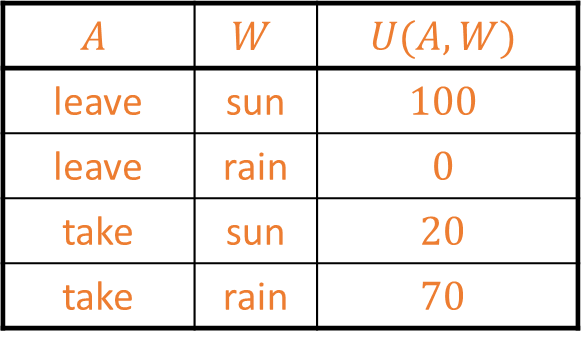 A W U(A, W)
leave sun 100
leave rain 0
take sun 20
take rain 70